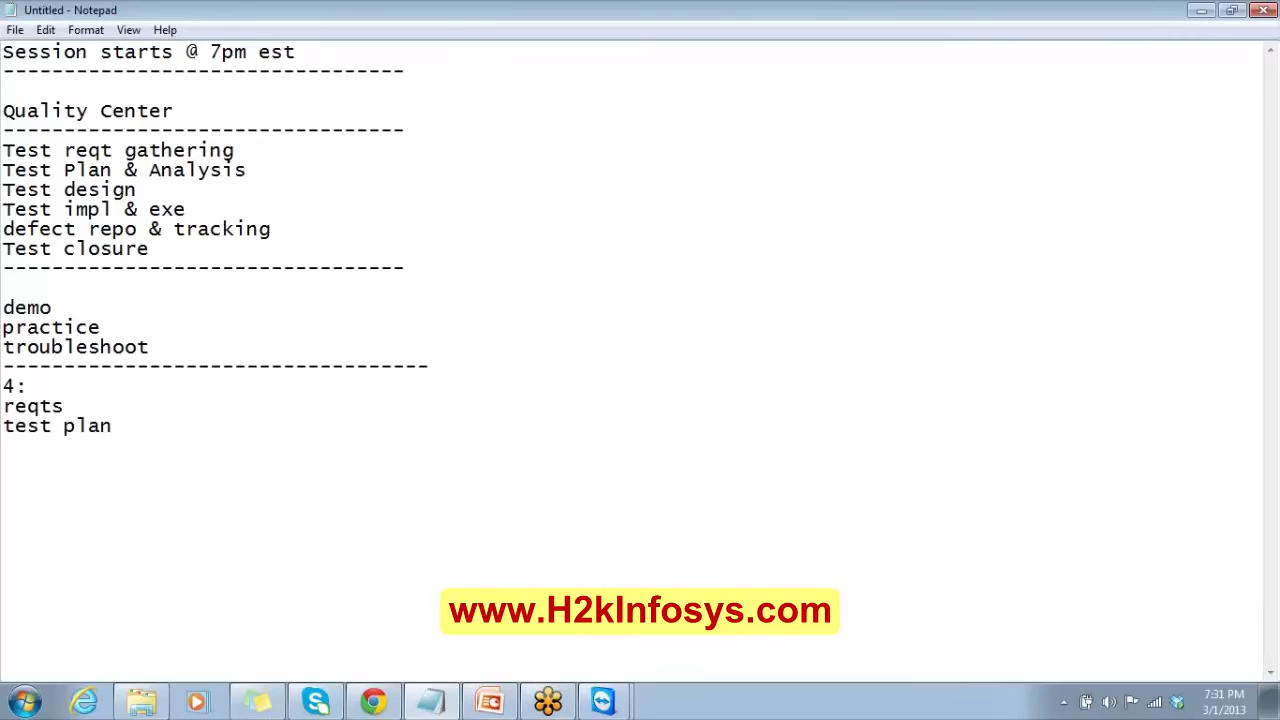 Untitled - Notepad
File Edit Format View Help
Session starts @ 7pm est
---------------------------------
Quality Center
---------------------------------
Test reqt gathering
Test Plan & Analysis
Test design
Test impl & exe
defect repo & tracking
Test closure
---------------------------------
demo
practice
troubleshoot
-----------------------------------
4:
reqts
test plan
www.H2kInfosys.com
7:31 PM
3/1/2013